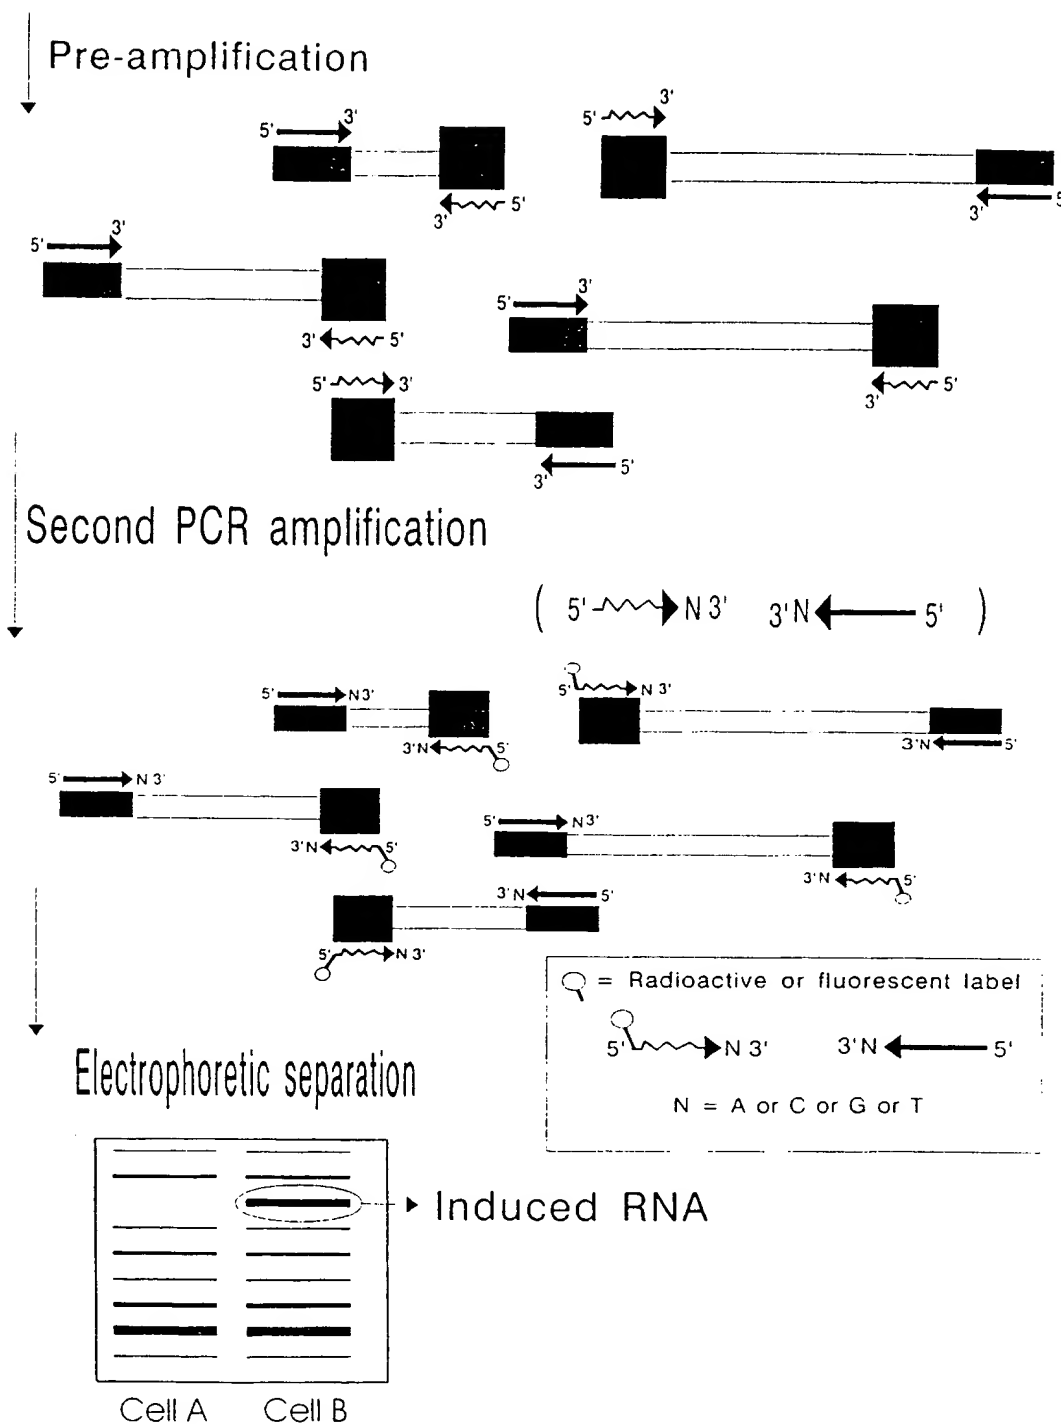 Pre-amplification
5' 3'
3' 5'
5' 3'
3' 5
5' 3'
3' 5'
5' 3'
3' 5'
5' 3'
3' 5'
Second PCR amplification
( 5' N 3' 3' N 5' )
5' N 3'
3' N 5'
5' N 3'
3' N 5'
5' N 3'
3' N 5'
5' N 3'
3' N 5'
3' N 5'
5' N 3'
= Radioactive or fluorescent label
5' N 3' 3' N 5'
N = A or C or G or T
Electrophoretic separation
Induced RNA
Cell A Cell B